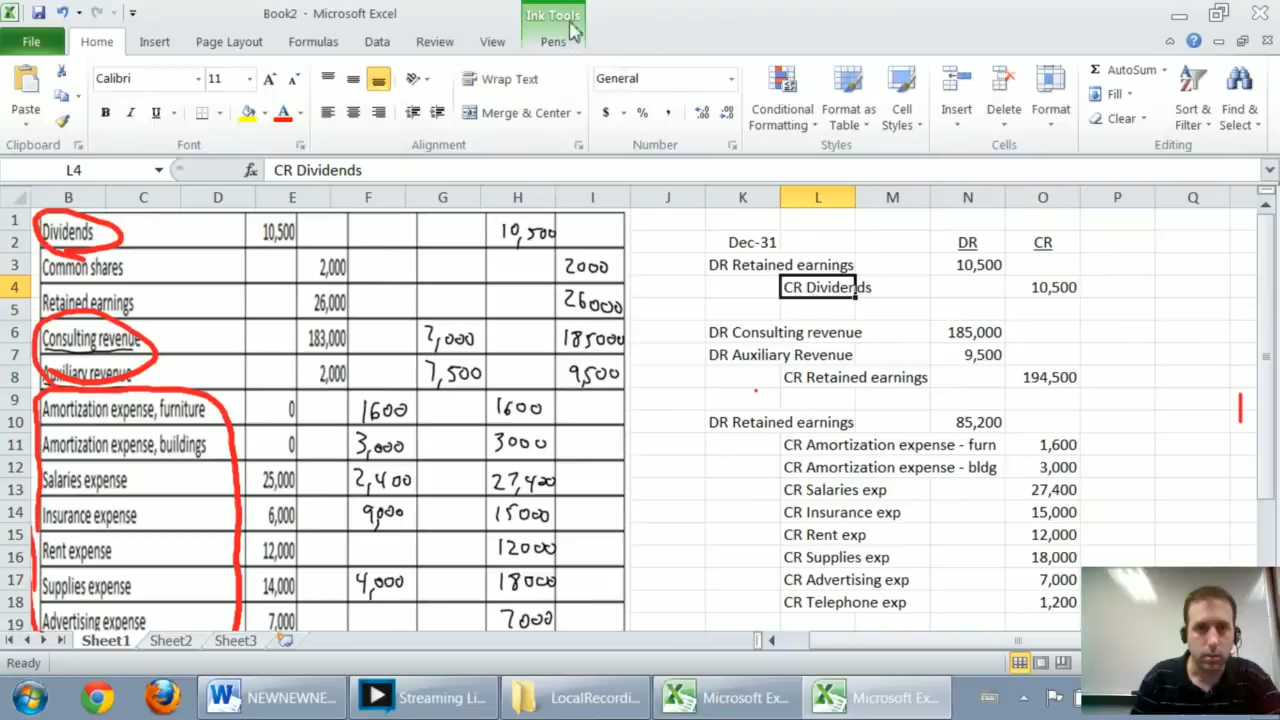 Book2 - Microsoft Excel
Ink Tools
File Home Insert Page Layout Formulas Data Review View Pens
Paste
Calibri 11
B I U
Wrap Text
Merge & Center
General
$ % ,
Conditional Formatting
Format as Table
Cell Styles
Insert Delete Format
Σ AutoSum
Fill
Clear
Sort & Filter
Find & Select
Clipboard Font Alignment Number Styles Cells Editing
L4 fx CR Dividends
B C D E F G H I J K L M N O P Q
1
2
3
4
5
6
7
8
9
10
11
12
13
14
15
16
17
18
19
Dividends 10,500 10,500
Common shares 2,000 2000
Retained earnings 26,000 26000
Consulting revenue 183,000 2,000 185000
Auxiliary revenue 2,000 7,500 9,500
Amortization expense, furniture 0 1600 1600
Amortization expense, buildings 0 3,000 3000
Salaries expense 25,000 2,400 27,400
Insurance expense 6,000 9,000 15000
Rent expense 12,000 12000
Supplies expense 14,000 4,000 18000
Advertising expense 7,000 7000
Dec-31 DR CR
DR Retained earnings 10,500
CR Dividends 10,500
DR Consulting revenue 185,000
DR Auxiliary Revenue 9,500
CR Retained earnings 194,500
DR Retained earnings 85,200
CR Amortization expense - furn 1,600
CR Amortization expense - bldg 3,000
CR Salaries exp 27,400
CR Insurance exp 15,000
CR Rent exp 12,000
CR Supplies exp 18,000
CR Advertising exp 7,000
CR Telephone exp 1,200
Sheet1 Sheet2 Sheet3
Ready
NEWNEWNE...
Streaming Li...
LocalRecordi...
Microsoft Ex...
Microsoft Ex...